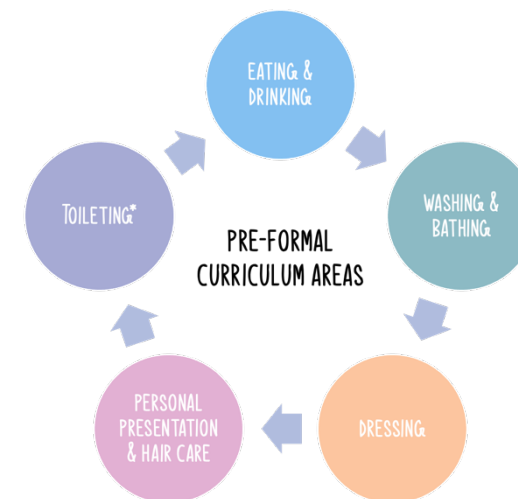 EATING &
DRINKING
WASHING &
BATHING
DRESSING
PERSONAL
PRESENTATION
& HAIR CARE
TOILETING*
PRE-FORMAL
CURRICULUM AREAS